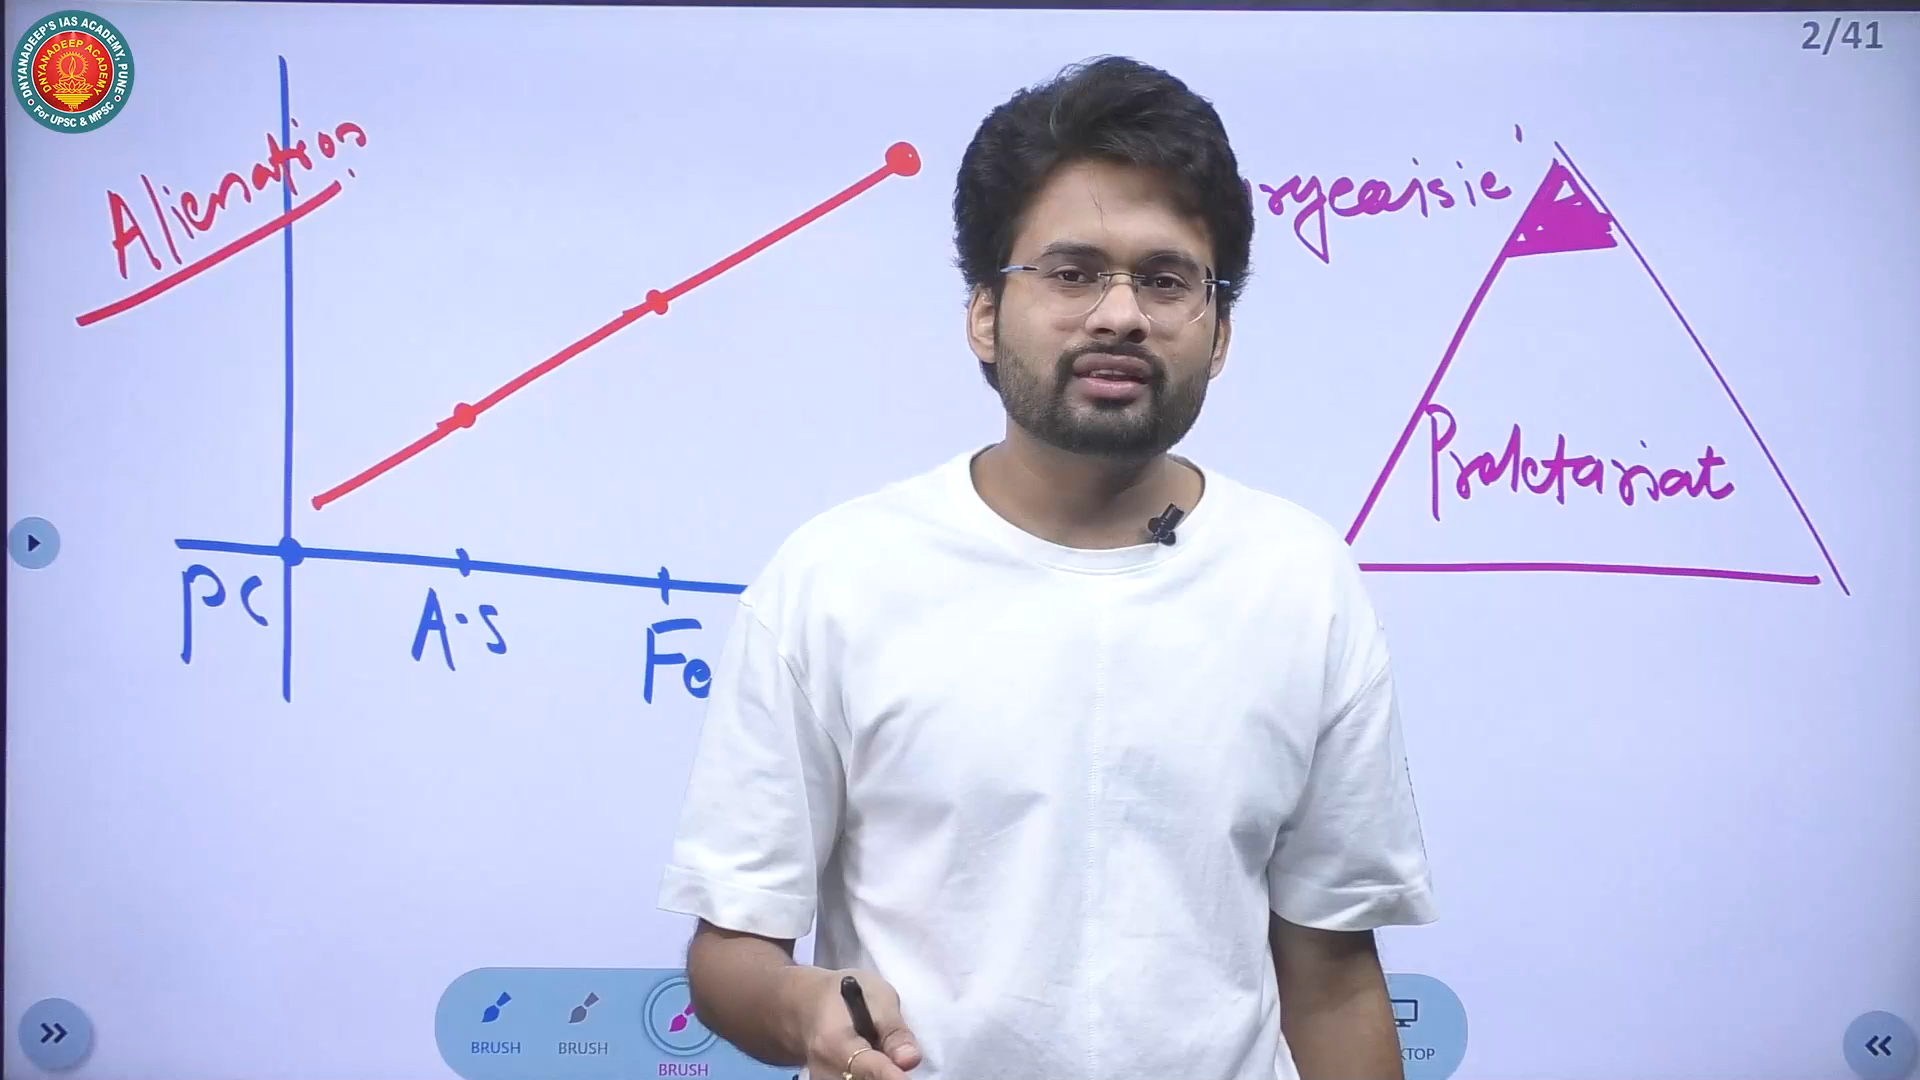 DNYANADEEP'S IAS ACADEMY, PUNE
DNYANADEEP ACADEMY
For UPSC & MPSC
2/41
Alienation
Proletariat
PC
A.S
Fe
BRUSH
BRUSH
BRUSH